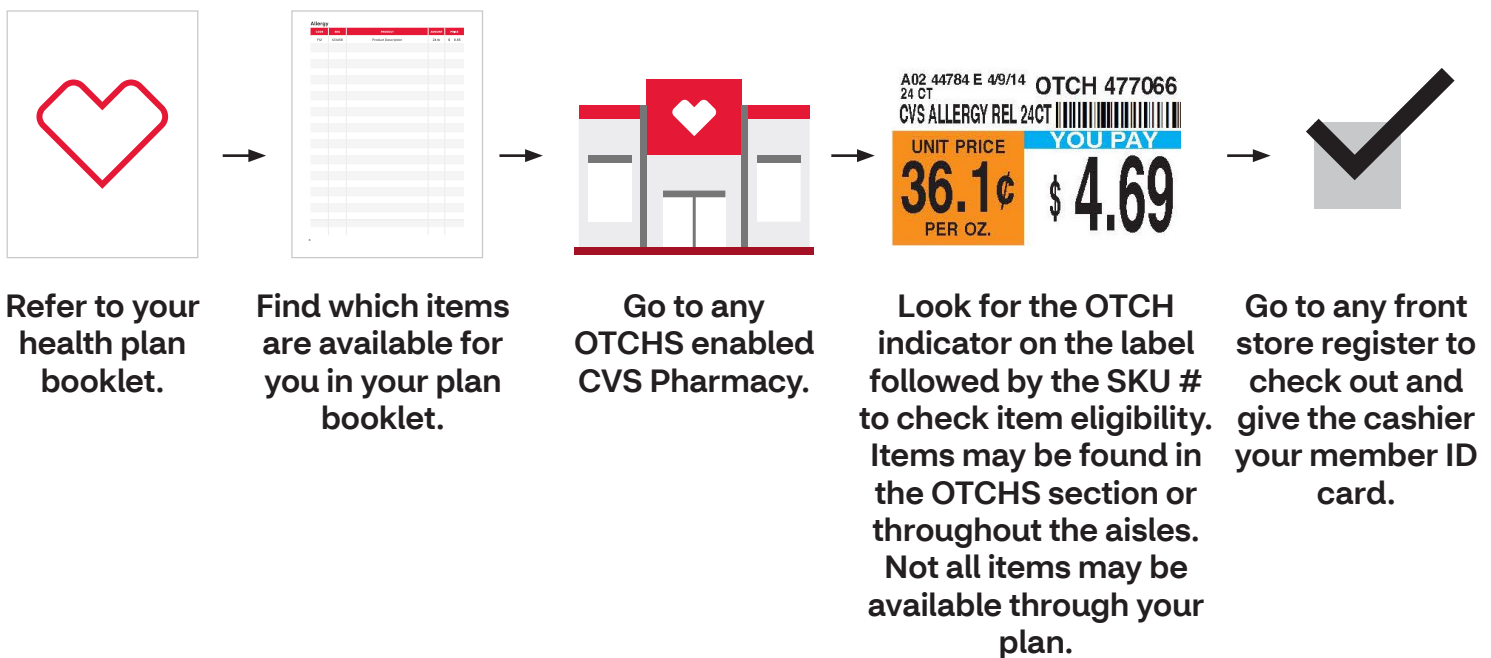 Allergy
PRODUCT
Product Description
A02 44784 E 4/9/14
24 CT
OTCH 477066
CVS ALLERGY REL 24CT
UNIT PRICE
36.1¢
PER OZ.
YOU PAY
$ 4.69
Refer to your
health plan
booklet.
Find which items
are available for
you in your plan
booklet.
Go to any
OTCHS enabled
CVS Pharmacy.
Look for the OTCH
indicator on the label
followed by the SKU #
to check item eligibility.
Items may be found in
the OTCHS section or
throughout the aisles.
Not all items may be
available through your
plan.
Go to any front
store register to
check out and
give the cashier
your member ID
card.